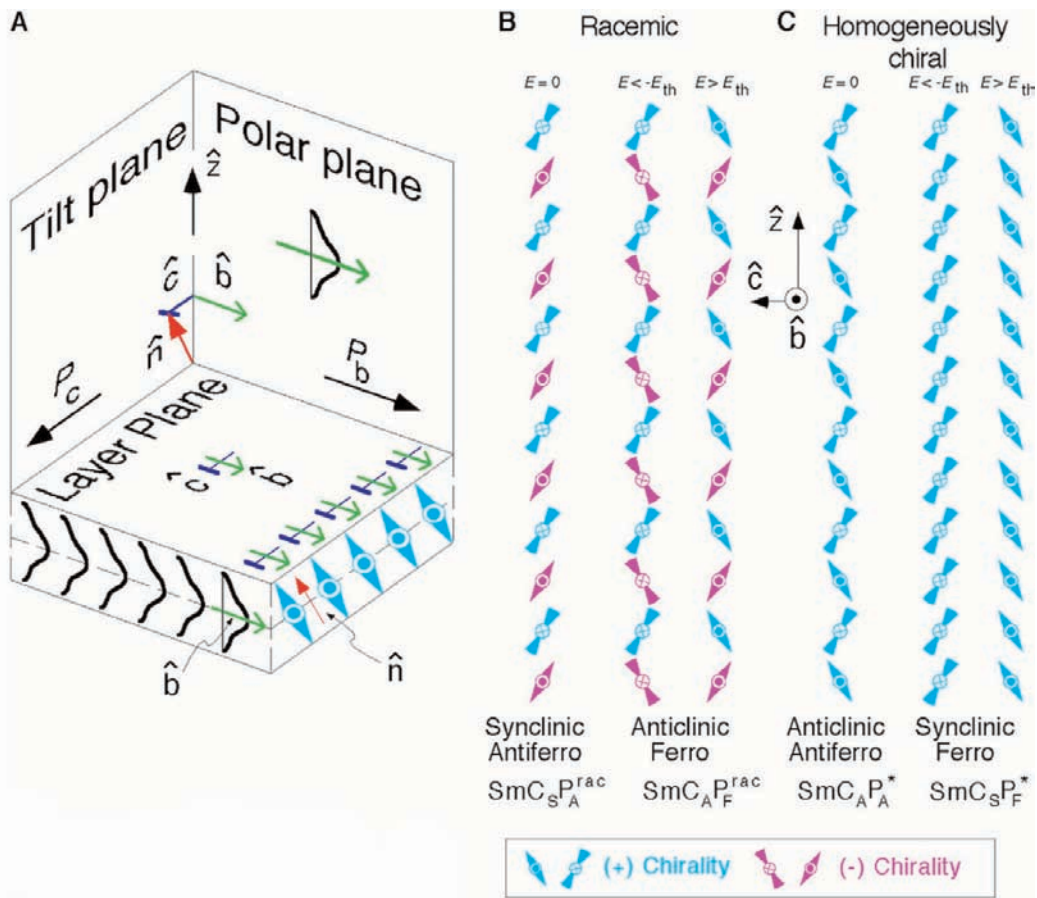 A
Tilt plane
Polar plane
ẑ
ĉ
b̂
n̂
P_c
P_b
Layer Plane
ĉ
b̂
b̂
n̂
B
Racemic
E = 0
E < -E_th
E > E_th
Synclinic
Antiferro
SmC_SP_A^rac
Anticlinic
Ferro
SmC_AP_F^rac
C
Homogeneously
chiral
E = 0
E < -E_th
E > E_th
ẑ
ĉ
b̂
Anticlinic
Antiferro
SmC_AP_A^*
Synclinic
Ferro
SmC_SP_F^*
(+) Chirality
(-) Chirality